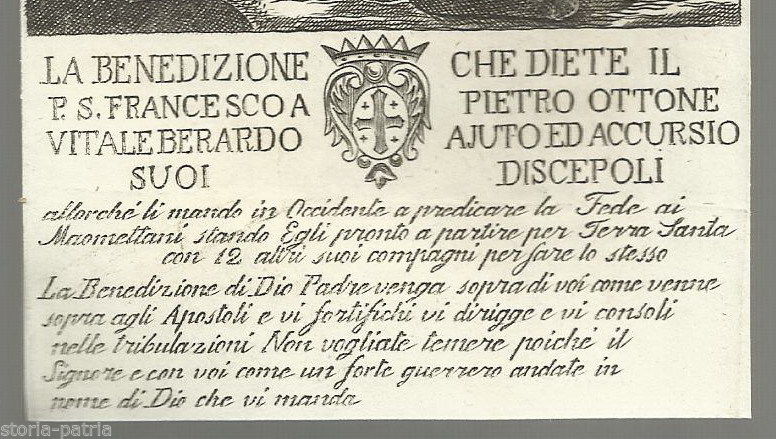 LA BENEDIZIONE CHE DIETE IL
P. S. FRANCESCO A PIETRO OTTONE
VITALE BERARDO AJUTO ED ACCURSIO
SUOI DISCEPOLI
allorché li mando in Occidente a predicare la Fede ai
Maomettani stando Egli pronto a partire per Terra Santa
con 12 altri suoi compagni per fare lo stesso
La Benedizione di Dio Padre venga sopra di voi come venne
sopra agli Apostoli e vi fortifichi vi dirigge e vi consoli
nelle tribulazioni Non vogliate temere poiché il
Signore e con voi come un forte guerrero andate in
nome di Dio che vi manda
storia-patria